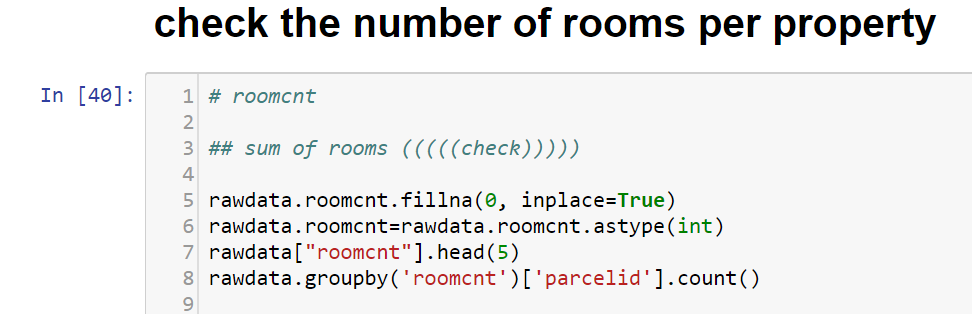 check the number of rooms per property
In [40]:
1 # roomcnt
2
3 ## sum of rooms (((((check)))))
4
5 rawdata.roomcnt.fillna(0, inplace=True)
6 rawdata.roomcnt=rawdata.roomcnt.astype(int)
7 rawdata["roomcnt"].head(5)
8 rawdata.groupby('roomcnt')['parcelid'].count()
9